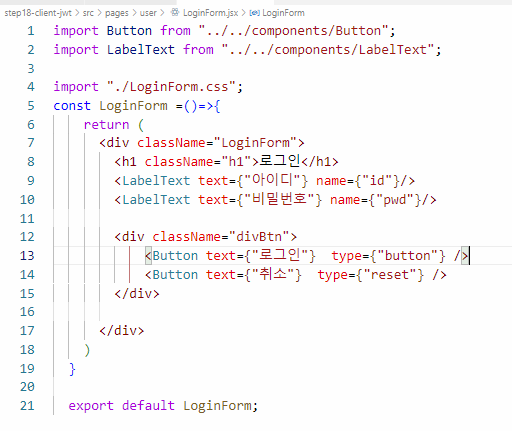 step18-client-jwt > src > pages > user > LoginForm.jsx > LoginForm
1 import Button from "../../components/Button";
2 import LabelText from "../../components/LabelText";
3
4 import "./LoginForm.css";
5 const LoginForm =()=>{
6 return (
7 <div className="LoginForm">
8 <h1 className="h1">로그인</h1>
9 <LabelText text={"아이디"} name={"id"}/>
10 <LabelText text={"비밀번호"} name={"pwd"}/>
11
12 <div className="divBtn">
13 <Button text={"로그인"}  type={"button"} />
14 <Button text={"취소"}  type={"reset"} />
15 </div>
16
17 </div>
18 )
19 }
20
21 export default LoginForm;